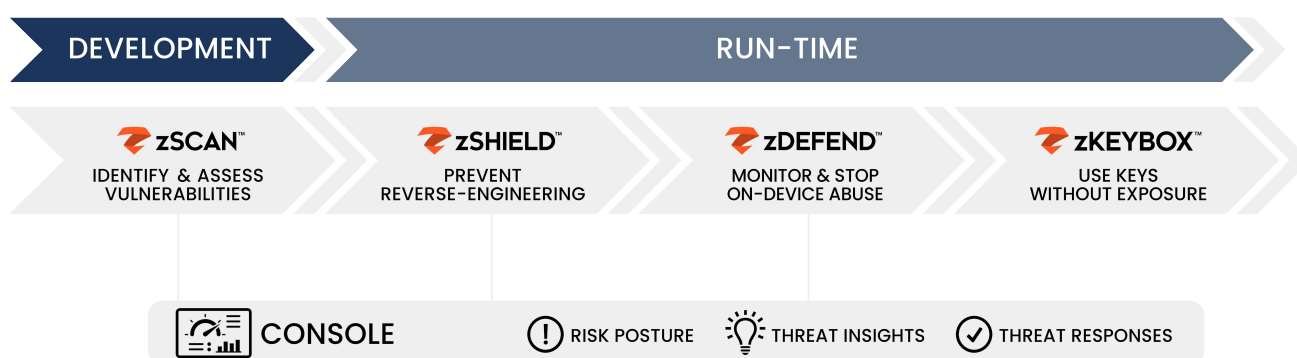 DEVELOPMENT
RUN-TIME
zSCAN™
IDENTIFY & ASSESS
VULNERABILITIES
zSHIELD™
PREVENT
REVERSE-ENGINEERING
zDEFEND™
MONITOR & STOP
ON-DEVICE ABUSE
zKEYBOX™
USE KEYS
WITHOUT EXPOSURE
CONSOLE
RISK POSTURE
THREAT INSIGHTS
THREAT RESPONSES